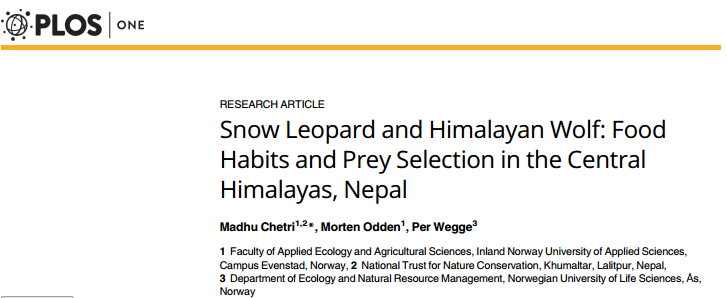 PLOS ONE
RESEARCH ARTICLE
Snow Leopard and Himalayan Wolf: Food
Habits and Prey Selection in the Central
Himalayas, Nepal
Madhu Chetri1,2*, Morten Odden1, Per Wegge3
1 Faculty of Applied Ecology and Agricultural Sciences, Inland Norway University of Applied Sciences,
Campus Evenstad, Norway, 2 National Trust for Nature Conservation, Khumaltar, Lalitpur, Nepal,
3 Department of Ecology and Natural Resource Management, Norwegian University of Life Sciences, Ås,
Norway